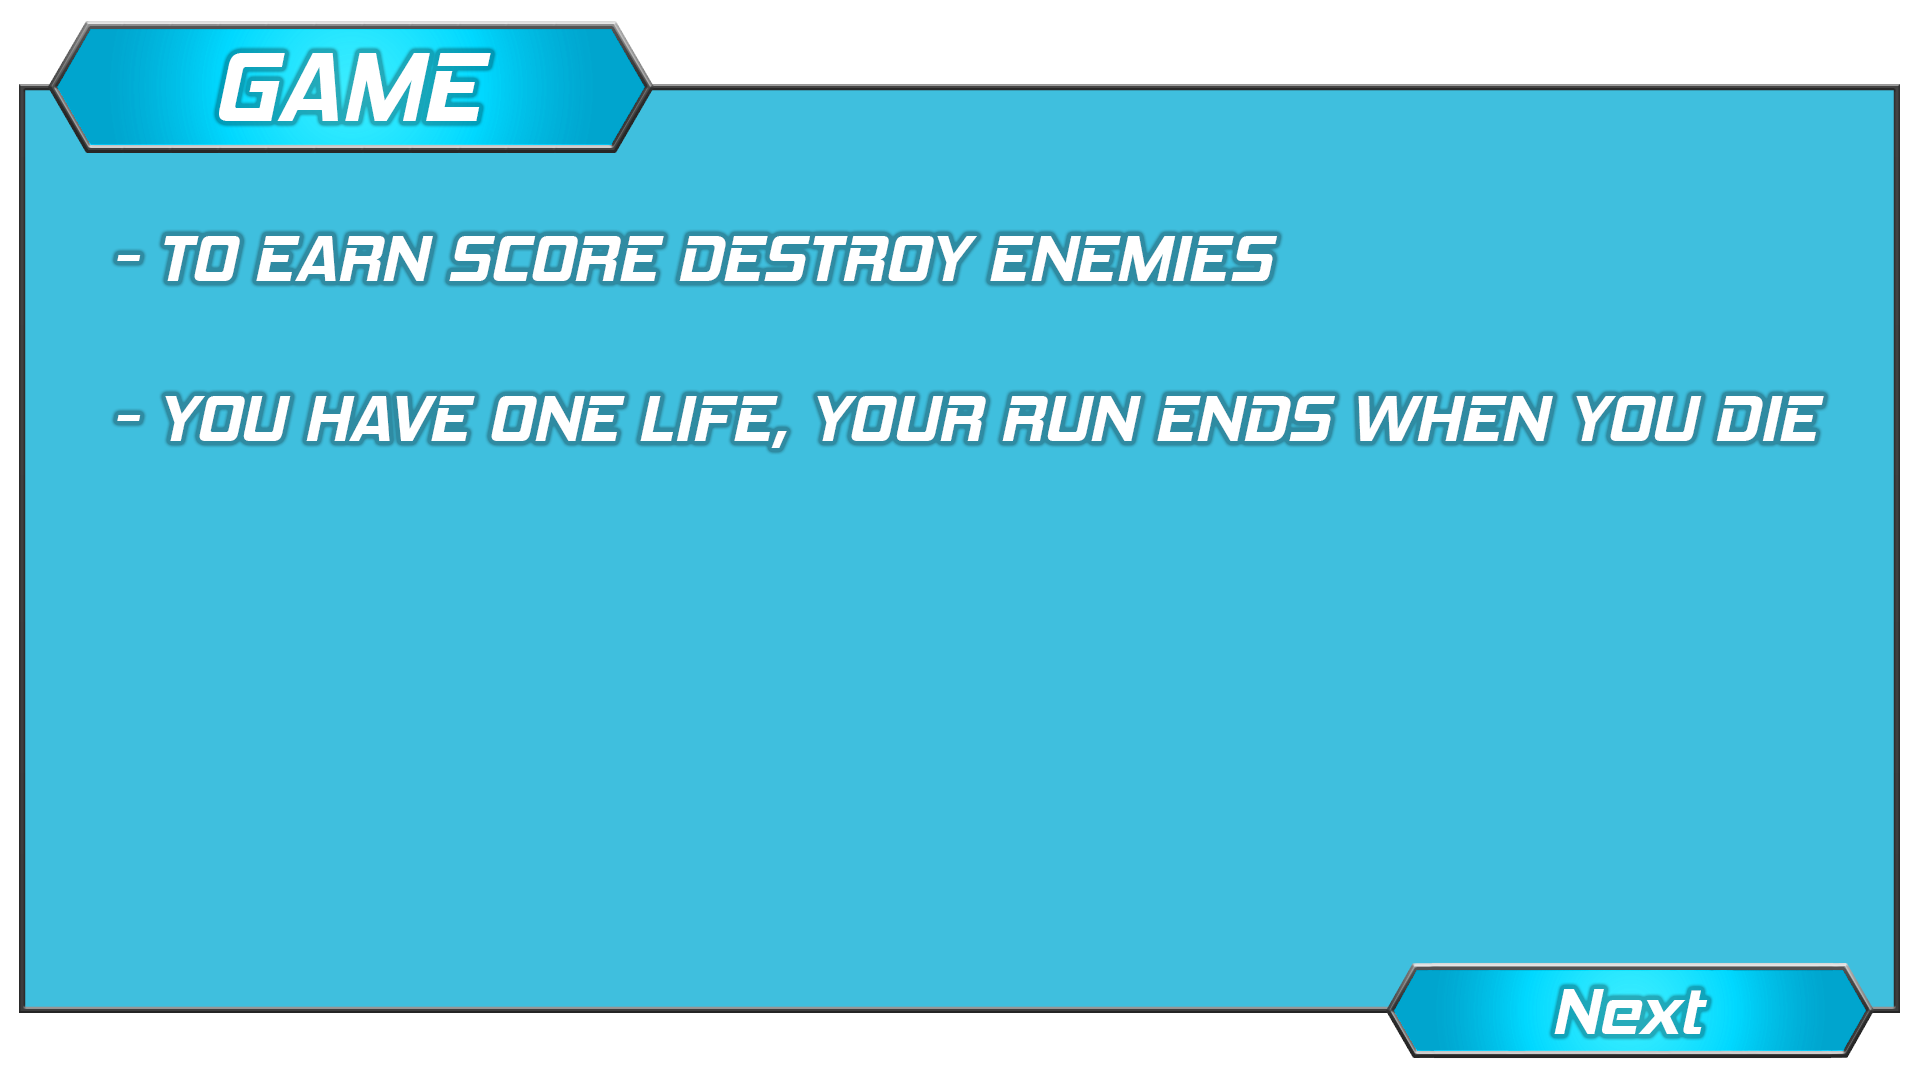 GAME
- TO EARN SCORE DESTROY ENEMIES
- YOU HAVE ONE LIFE, YOUR RUN ENDS WHEN YOU DIE
Next